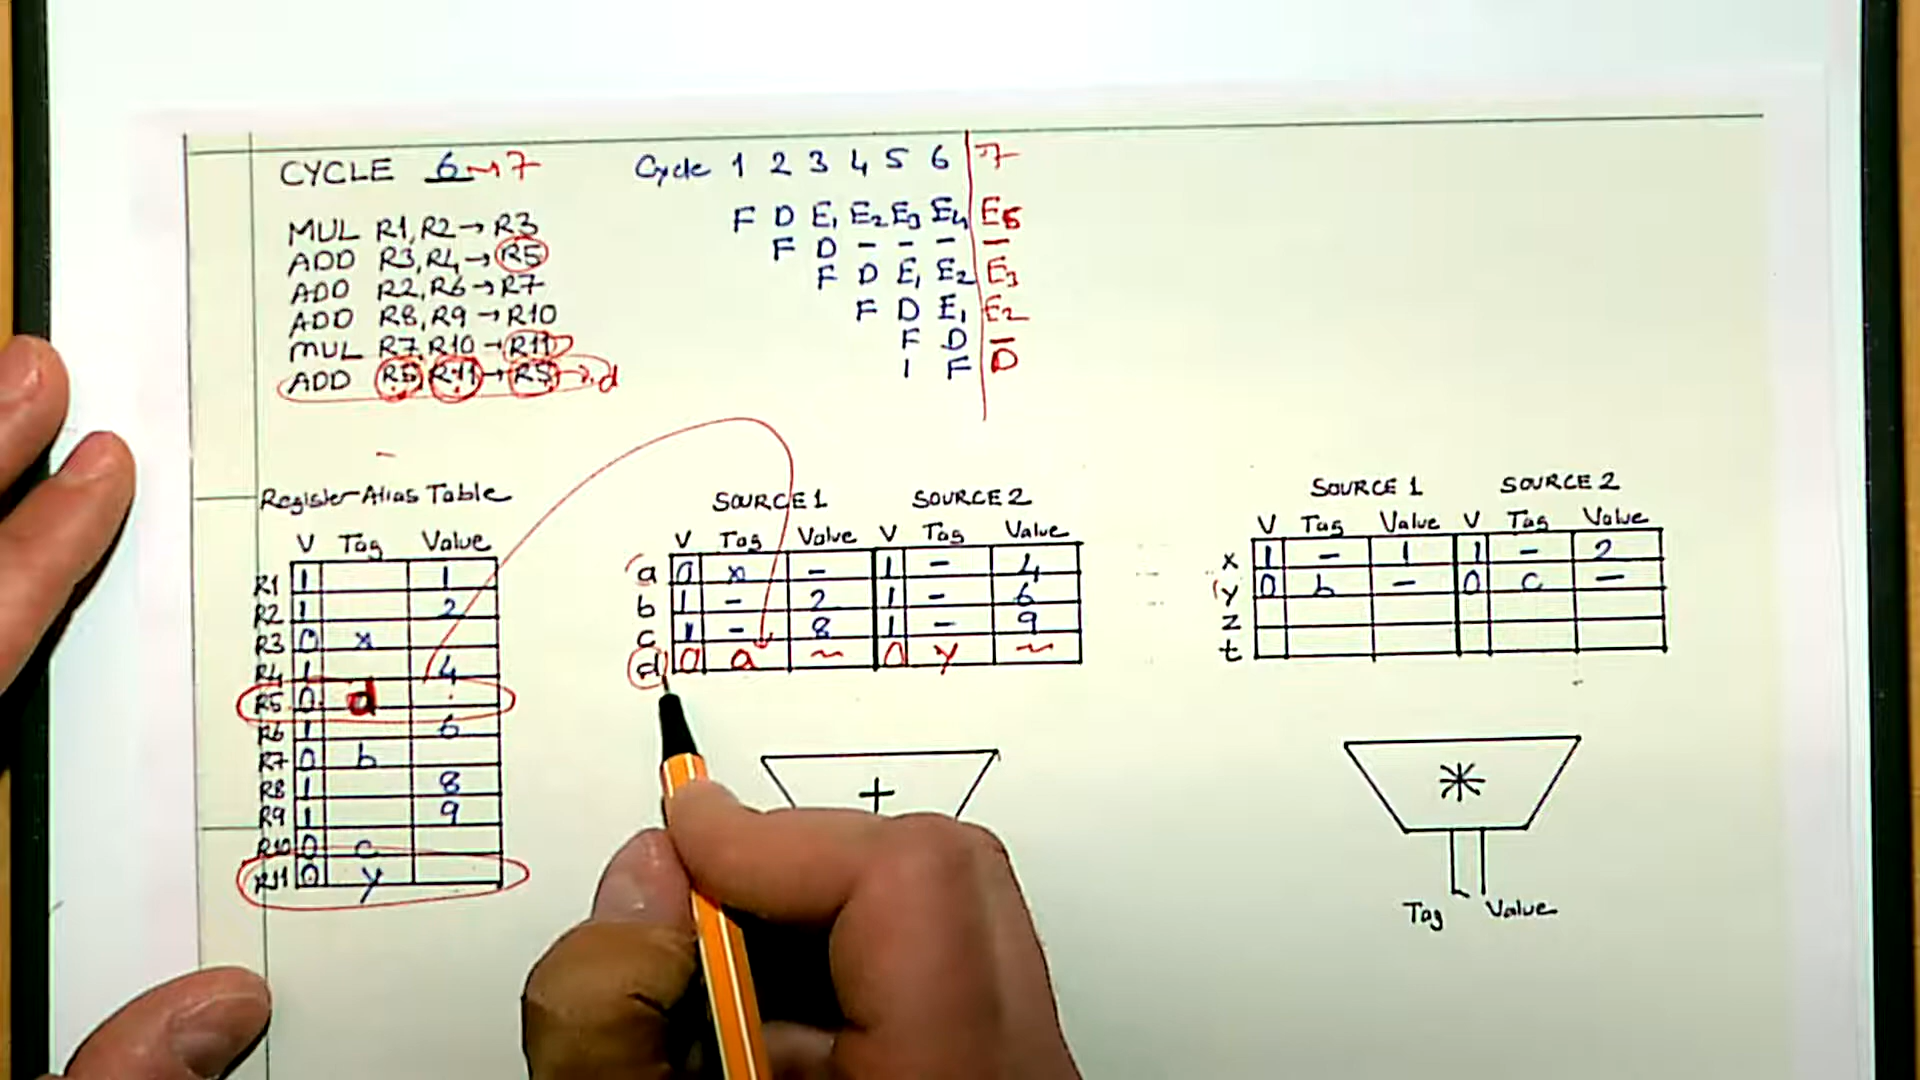 CYCLE 6→7
Cycle 1 2 3 4 5 6 7
MUL R1, R2 → R3
F D E1 E2 E3 E4 E5
ADD R3, R4 → R5
F D - - - -
ADD R2, R6 → R7
F D E1 E2 E3
ADD R8, R9 → R10
F D E1 E2
MUL R7, R10 → R11
F D -
ADD R5, R11 → R5 → d
F D
Register Alias Table
V Tag Value
R1 1 1
R2 1 2
R3 0 x
R4 1 4
R5 0 d
R6 1 6
R7 0 b
R8 1 8
R9 1 9
R10 0 c
R11 0 y
SOURCE 1 SOURCE 2
V Tag Value V Tag Value
a 0 x - 1 - 4
b 1 - 2 1 - 6
c 1 - 8 1 - 9
d 0 a ~ 0 y ~
+
SOURCE 1 SOURCE 2
V Tag Value V Tag Value
x 1 - 1 1 - 2
y 0 b - 0 c -
z
t
*
Tag Value